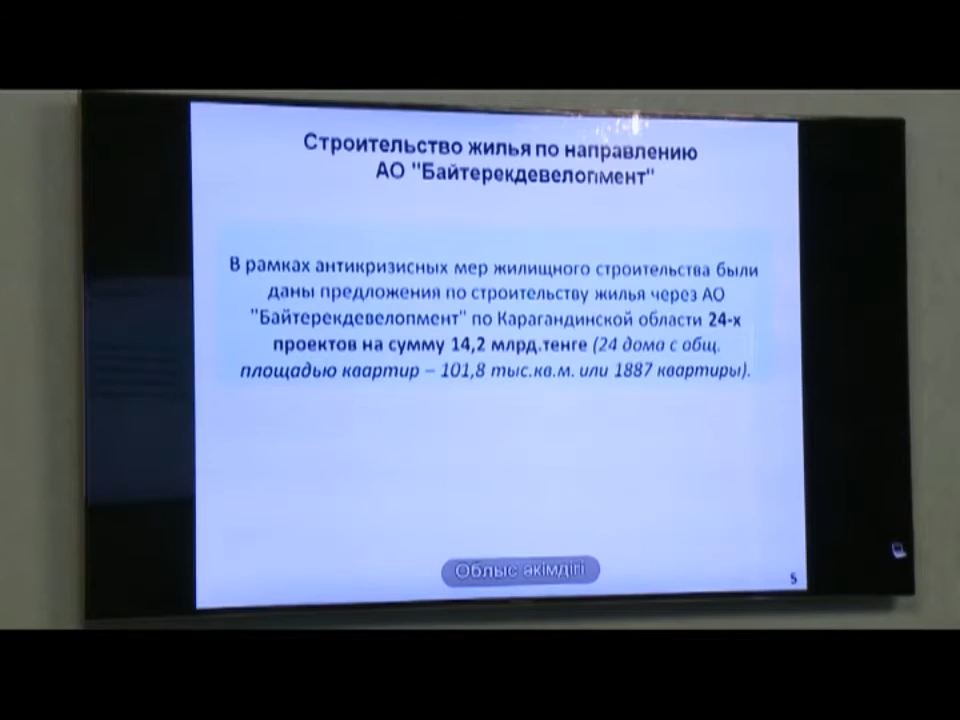 Строительство жилья по направлению
АО "Байтерекдевелопмент"
В рамках антикризисных мер жилищного строительства были
даны предложения по строительству жилья через АО
"Байтерекдевелопмент" по Карагандинской области 24-х
проектов на сумму 14,2 млрд.тенге (24 дома с общ.
площадью квартир – 101,8 тыс.кв.м. или 1887 квартиры).
Облыс әкімдігі
5